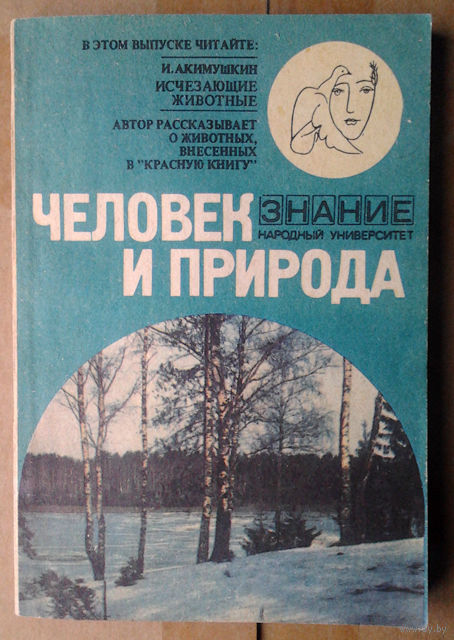 В ЭТОМ ВЫПУСКЕ ЧИТАЙТЕ:
И. АКИМУШКИН
ИСЧЕЗАЮЩИЕ
ЖИВОТНЫЕ
АВТОР РАССКАЗЫВАЕТ
О ЖИВОТНЫХ,
ВНЕСЕННЫХ
В "КРАСНУЮ КНИГУ"
ЗНАНИЕ
НАРОДНЫЙ УНИВЕРСИТЕТ
ЧЕЛОВЕК
И ПРИРОДА